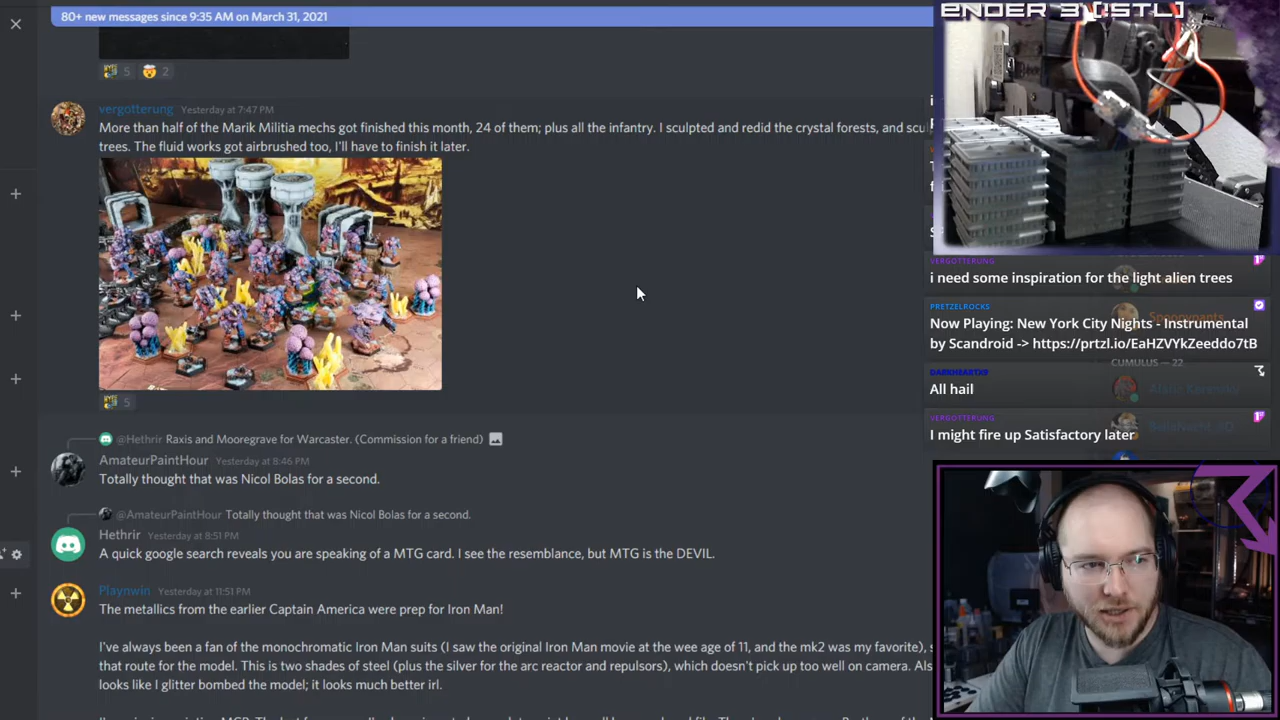 80+ new messages since 9:35 AM on March 31, 2021
ENDER 3 [!STL]
5 2
vergotterung Yesterday at 7:47 PM
More than half of the Marik Militia mechs got finished this month, 24 of them; plus all the infantry. I sculpted and redid the crystal forests, and scu
trees. The fluid works got airbrushed too, I'll have to finish it later.
5
@Hethrir Raxis and Mooregrave for Warcaster. (Commission for a friend)
AmateurPaintHour Yesterday at 8:46 PM
Totally thought that was Nicol Bolas for a second.
@AmateurPaintHour Totally thought that was Nicol Bolas for a second.
Hethrir Yesterday at 8:51 PM
A quick google search reveals you are speaking of a MTG card. I see the resemblance, but MTG is the DEVIL.
Playnwin Yesterday at 11:51 PM
The metallics from the earlier Captain America were prep for Iron Man!
I've always been a fan of the monochromatic Iron Man suits (I saw the original Iron Man movie at the wee age of 11, and the mk2 was my favorite), s
that route for the model. This is two shades of steel (plus the silver for the arc reactor and repulsors), which doesn't pick up too well on camera. Als
looks like I glitter bombed the model; it looks much better irl.
VERGOTTERUNG
i need some inspiration for the light alien trees
PRETZELROCKS
Now Playing: New York City Nights - Instrumental
by Scandroid -> https://prtzl.io/EaHZVYkZeeddo7tB
CUMULUS — 22
All hail
VERGOTTERUNG
I might fire up Satisfactory later